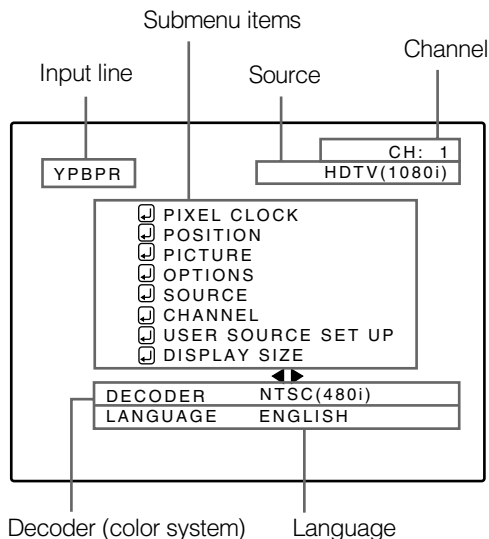 Submenu items
Channel
Input line
Source
CH: 1
YPBPR
HDTV(1080i)
PIXEL CLOCK
POSITION
PICTURE
OPTIONS
SOURCE
CHANNEL
USER SOURCE SET UP
DISPLAY SIZE
DECODER NTSC(480i)
LANGUAGE ENGLISH
Decoder (color system)
Language